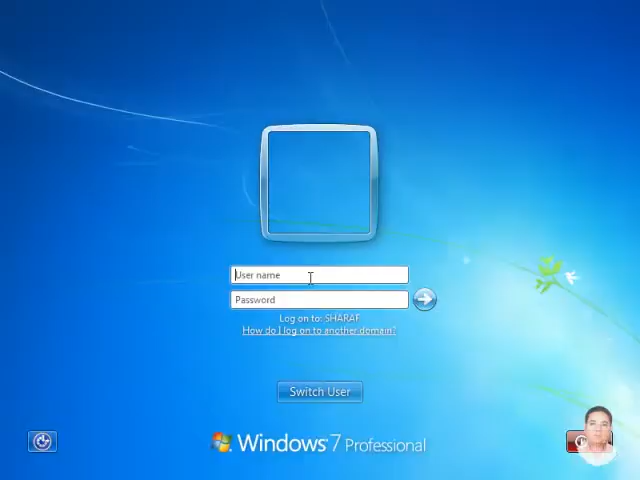 User name
Password
Log on to: SHARAF
How do I log on to another domain?
Switch User
Windows 7 Professional